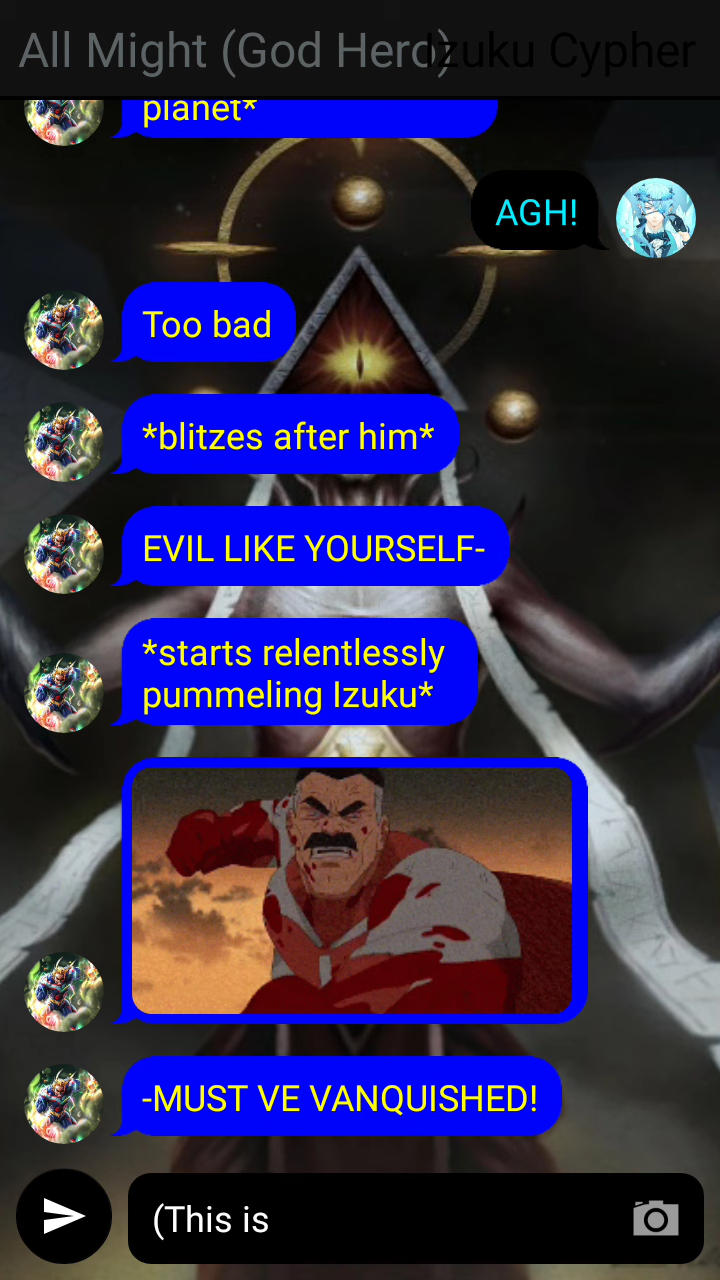 All Might (God Hero)
Izuku Cypher
planet*
AGH!
Too bad
*blitzes after him*
EVIL LIKE YOURSELF-
*starts relentlessly
pummeling Izuku*
-MUST VE VANQUISHED!
(This is